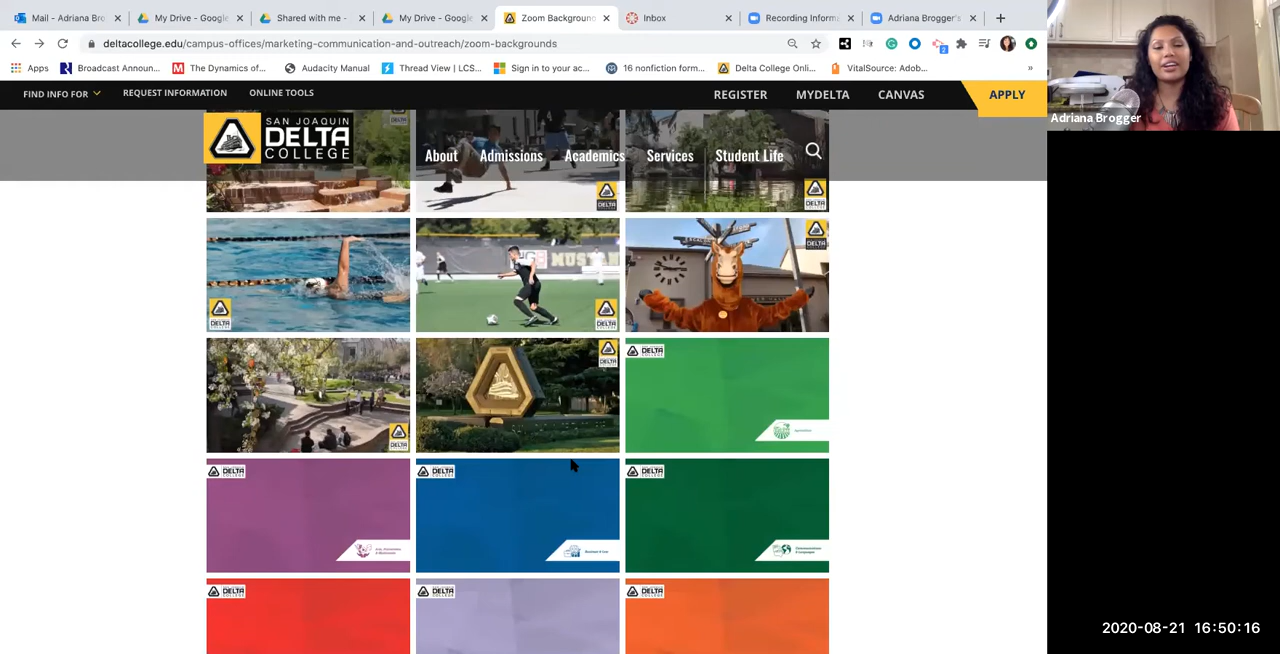 Mail - Adriana Bro
My Drive - Google
Shared with me -
My Drive - Google
Zoom Backgroun
Inbox
Recording Inform
Adriana Brogger's
deltacollege.edu/campus-offices/marketing-communication-and-outreach/zoom-backgrounds
2
Apps
Broadcast Announ...
The Dynamics of...
Audacity Manual
Thread View | LCS...
Sign in to your ac...
16 nonfiction form...
Delta College Onli...
VitalSource: Adob...
»
FIND INFO FOR
REQUEST INFORMATION
ONLINE TOOLS
REGISTER
MYDELTA
CANVAS
APPLY
SAN JOAQUIN
DELTA
COLLEGE
About
Admissions
Academics
Services
Student Life
MUSTANG
DELTA
DELTA
DELTA
DELTA
DELTA
DELTA
DELTA
DELTA
DELTA
DELTA
DELTA
DELTA
Adriana Brogger
2020-08-21 16:50:16